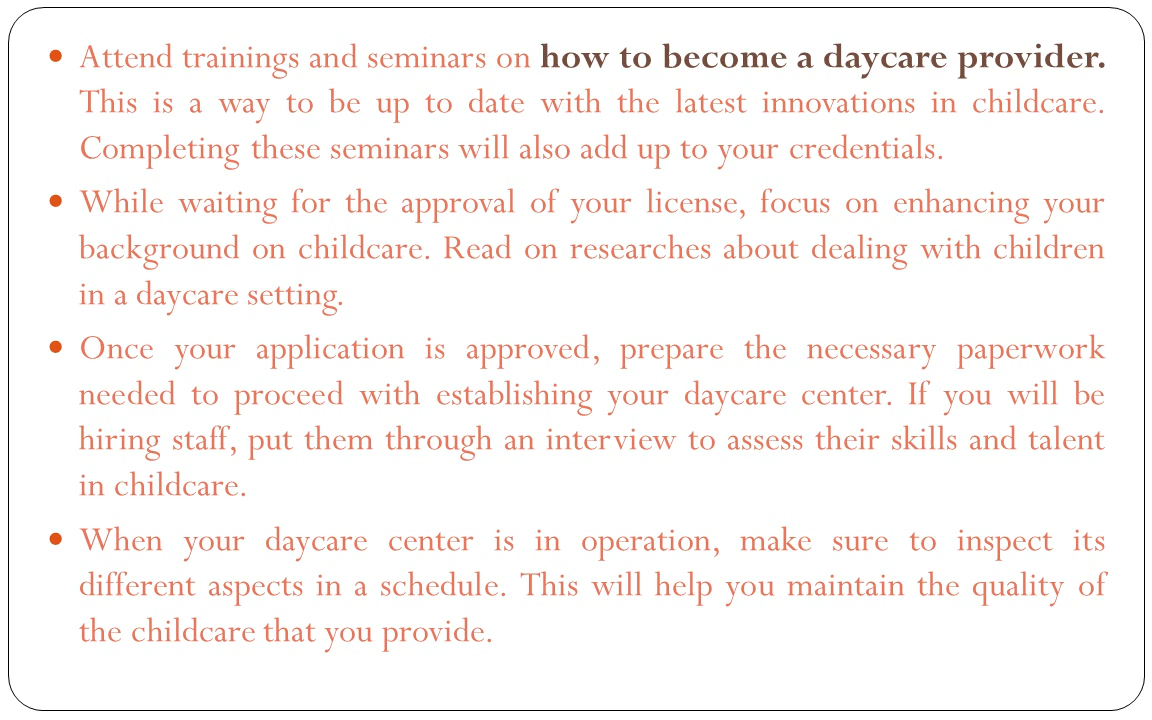 • Attend trainings and seminars on how to become a daycare provider.
This is a way to be up to date with the latest innovations in childcare.
Completing these seminars will also add up to your credentials.
• While waiting for the approval of your license, focus on enhancing your
background on childcare. Read on researches about dealing with children
in a daycare setting.
• Once your application is approved, prepare the necessary paperwork
needed to proceed with establishing your daycare center. If you will be
hiring staff, put them through an interview to assess their skills and talent
in childcare.
• When your daycare center is in operation, make sure to inspect its
different aspects in a schedule. This will help you maintain the quality of
the childcare that you provide.